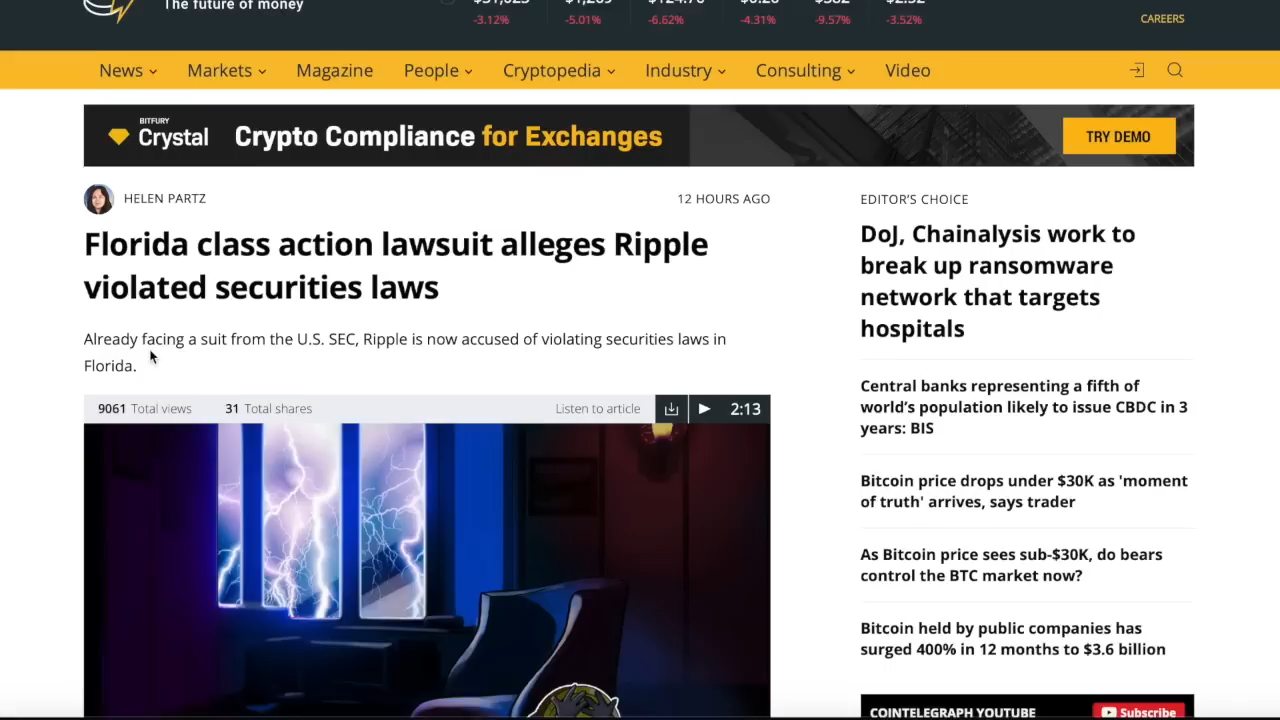 The future of money
-3.12% -5.01% -6.62% -4.31% -9.57% -3.52%
CAREERS
News Markets Magazine People Cryptopedia Industry Consulting Video
BITFURY
Crystal
Crypto Compliance for Exchanges
TRY DEMO
HELEN PARTZ
12 HOURS AGO
Florida class action lawsuit alleges Ripple
violated securities laws
Already facing a suit from the U.S. SEC, Ripple is now accused of violating securities laws in
Florida.
9061 Total views 31 Total shares Listen to article 2:13
EDITOR'S CHOICE
DoJ, Chainalysis work to
break up ransomware
network that targets
hospitals
Central banks representing a fifth of
world's population likely to issue CBDC in 3
years: BIS
Bitcoin price drops under $30K as 'moment
of truth' arrives, says trader
As Bitcoin price sees sub-$30K, do bears
control the BTC market now?
Bitcoin held by public companies has
surged 400% in 12 months to $3.6 billion
COINTELEGRAPH YOUTUBE
Subscribe